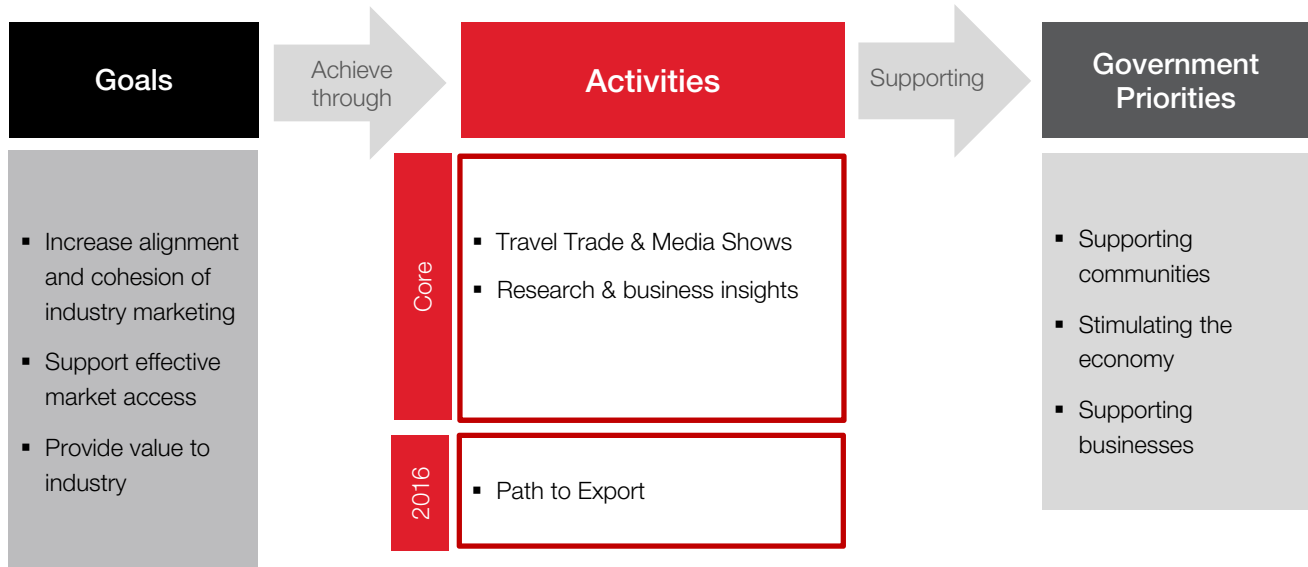 Goals
Achieve
through
Activities
Supporting
Government
Priorities
▪ Increase alignment
and cohesion of
industry marketing
▪ Support effective
market access
▪ Provide value to
industry
Core
▪ Travel Trade & Media Shows
▪ Research & business insights
2016
▪ Path to Export
▪ Supporting
communities
▪ Stimulating the
economy
▪ Supporting
businesses